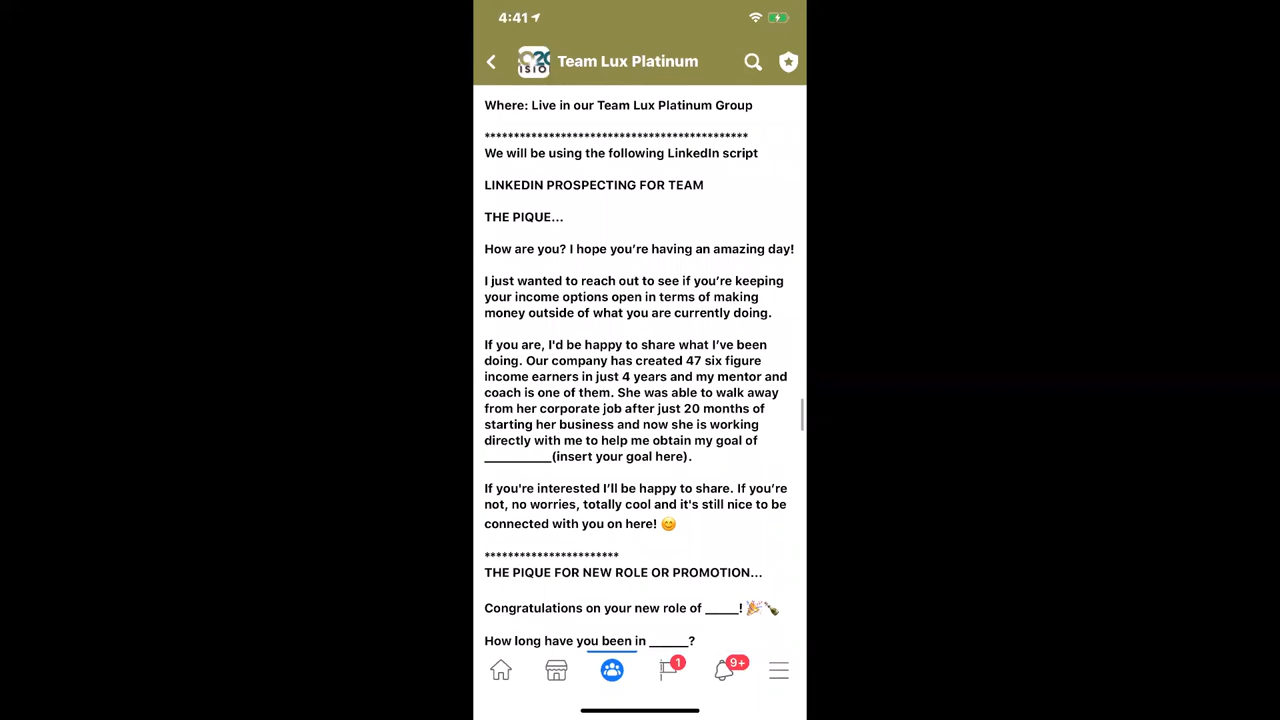 4:41
Team Lux Platinum
Where: Live in our Team Lux Platinum Group
*********************************************
We will be using the following LinkedIn script
LINKEDIN PROSPECTING FOR TEAM
THE PIQUE...
How are you? I hope you’re having an amazing day!
I just wanted to reach out to see if you’re keeping
your income options open in terms of making
money outside of what you are currently doing.
If you are, I'd be happy to share what I’ve been
doing. Our company has created 47 six figure
income earners in just 4 years and my mentor and
coach is one of them. She was able to walk away
from her corporate job after just 20 months of
starting her business and now she is working
directly with me to help me obtain my goal of
__________(insert your goal here).
If you're interested I’ll be happy to share. If you’re
not, no worries, totally cool and it's still nice to be
connected with you on here! 😊
***********************
THE PIQUE FOR NEW ROLE OR PROMOTION...
Congratulations on your new role of _____! 🎉🍾
How long have you been in ______?
1
9+